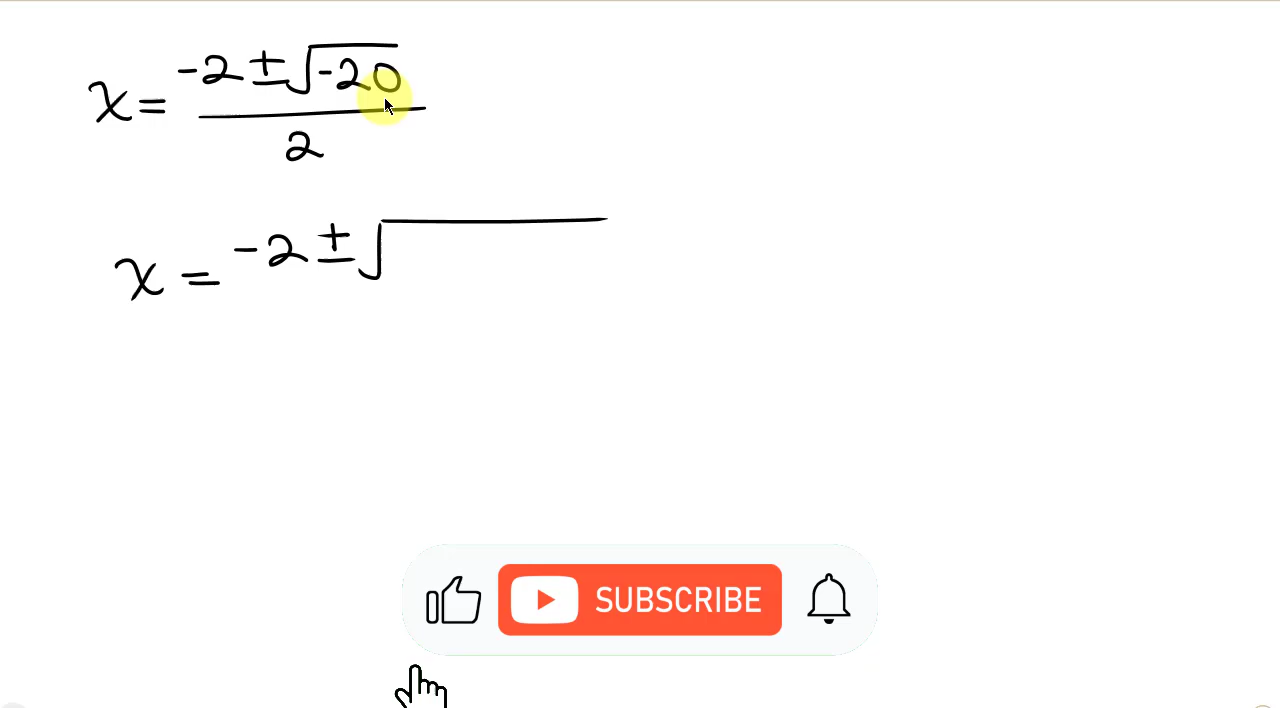 x = -2 ± √-20
2
x = -2 ± √
SUBSCRIBE